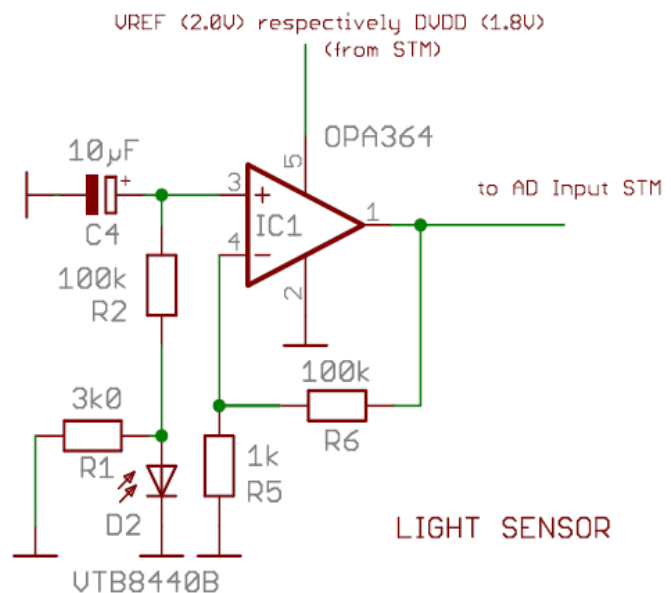 VREF (2.0V) respectively DVDD (1.8V)
(from STM)
OPA364
10µF
+
5
3
+
1
to AD Input STM
C4
IC1
4
−
100k
R2
2
100k
3k0
R6
R1
1k
R5
D2
LIGHT SENSOR
VTB8440B